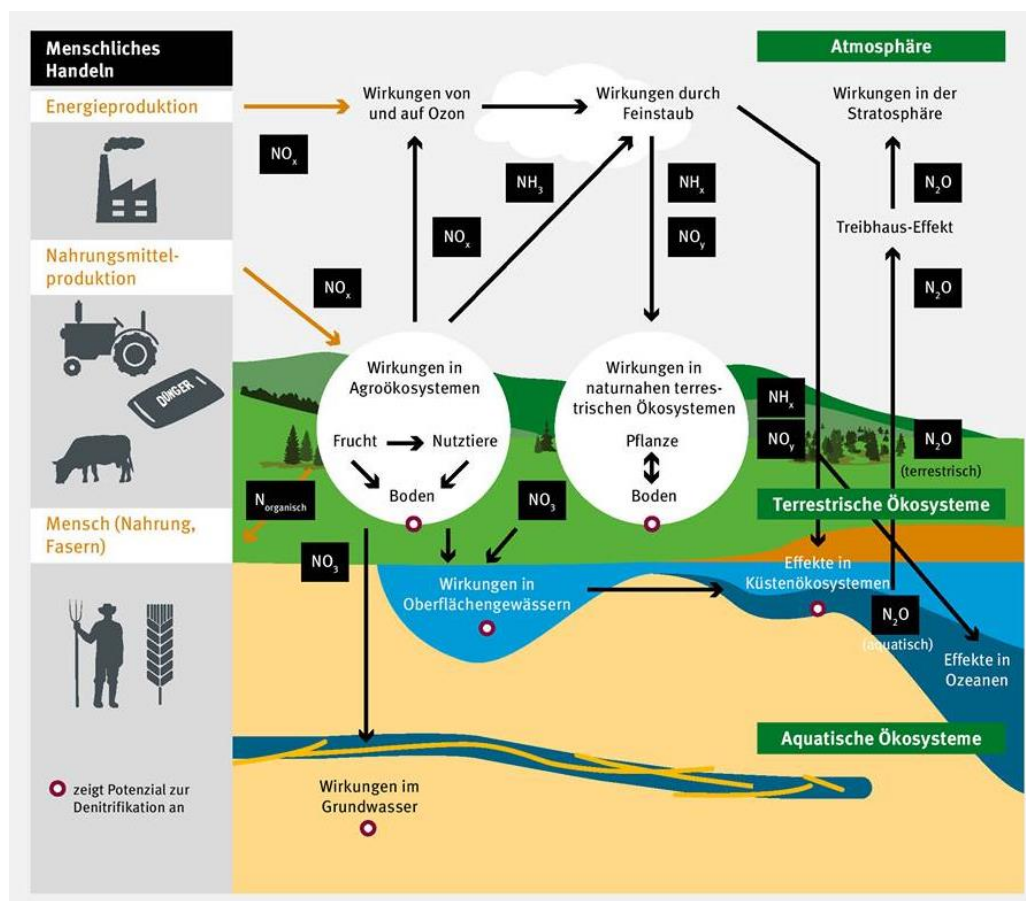 Menschliches
Handeln
Energieproduktion
Nahrungsmittel-
produktion
DÜNGER
Mensch (Nahrung,
Fasern)
zeigt Potenzial zur
Denitrifikation an
Atmosphäre
Wirkungen von
und auf Ozon
Wirkungen durch
Feinstaub
Wirkungen in der
Stratosphäre
NOₓ
NH₃
NHₓ
N₂O
NOₓ
NOᵧ
Treibhaus-Effekt
NOₓ
N₂O
Wirkungen in
Agroökosystemen
Frucht
Nutztiere
Boden
Wirkungen in
naturnahen terres-
trischen Ökosystemen
Pflanze
Boden
NHₓ
NOᵧ
N₂O
(terrestrisch)
N organisch
NO₃
Terrestrische Ökosysteme
NO₃
Wirkungen in
Oberflächengewässern
Effekte in
Küstenökosystemen
N₂O
(aquatisch)
Effekte in
Ozeanen
Aquatische Ökosysteme
Wirkungen im
Grundwasser